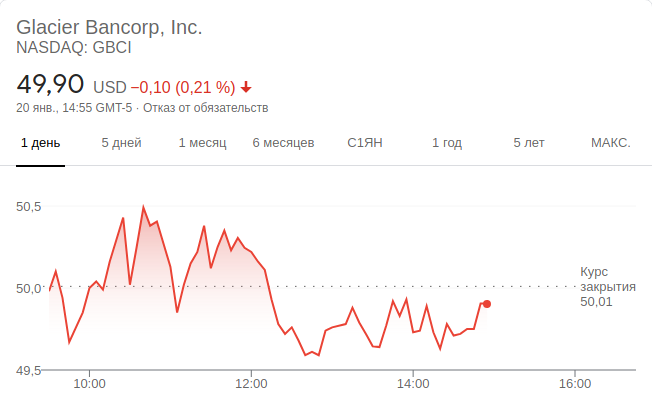 Glacier Bancorp, Inc.
NASDAQ: GBCI
49,90 USD −0,10 (0,21 %)
20 янв., 14:55 GMT-5 · Отказ от обязательств
1 день 5 дней 1 месяц 6 месяцев С1ЯН 1 год 5 лет МАКС.
50,5
Курс
закрытия
50,01
50,0
49,5
10:00 12:00 14:00 16:00